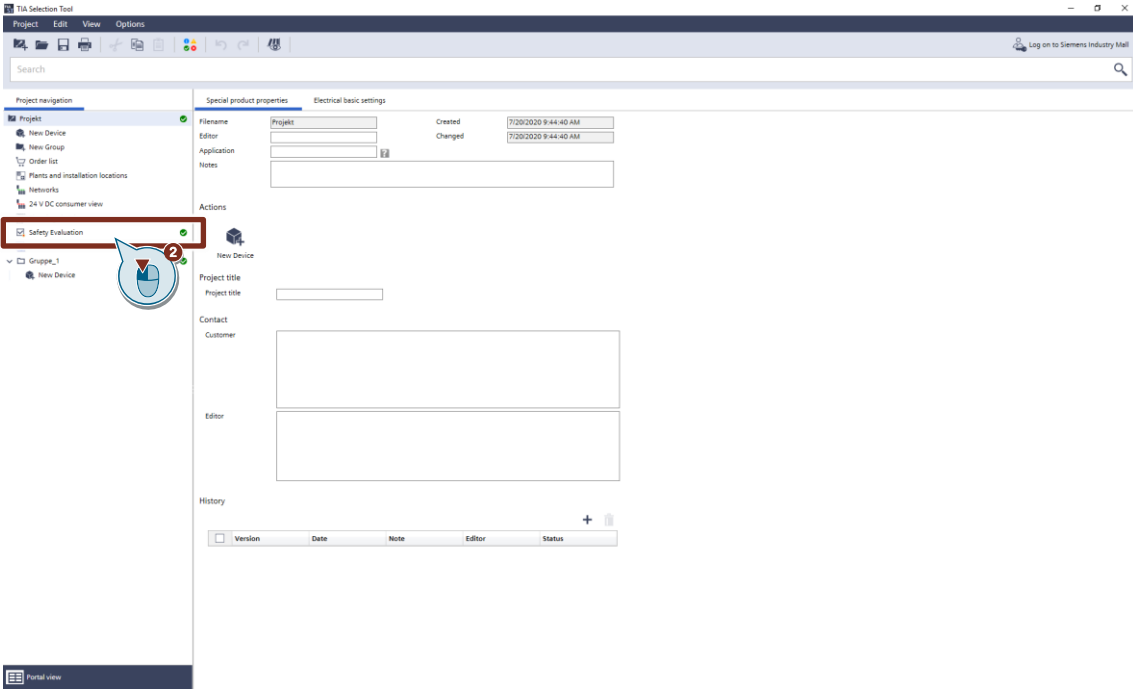 TIA Selection Tool
Project Edit View Options
Log on to Siemens Industry Mall
Search
Project navigation
Projekt
New Device
New Group
Order list
Plants and installation locations
Networks
24 V DC consumer view
Safety Evaluation
2
Gruppe_1
New Device
Portal view
Special product properties Electrical basic settings
Filename Projekt Created 7/20/2020 9:44:40 AM
Editor Changed 7/20/2020 9:44:40 AM
Application ?
Notes
Actions
New Device
Project title
Project title
Contact
Customer
Editor
History
Version Date Note Editor Status